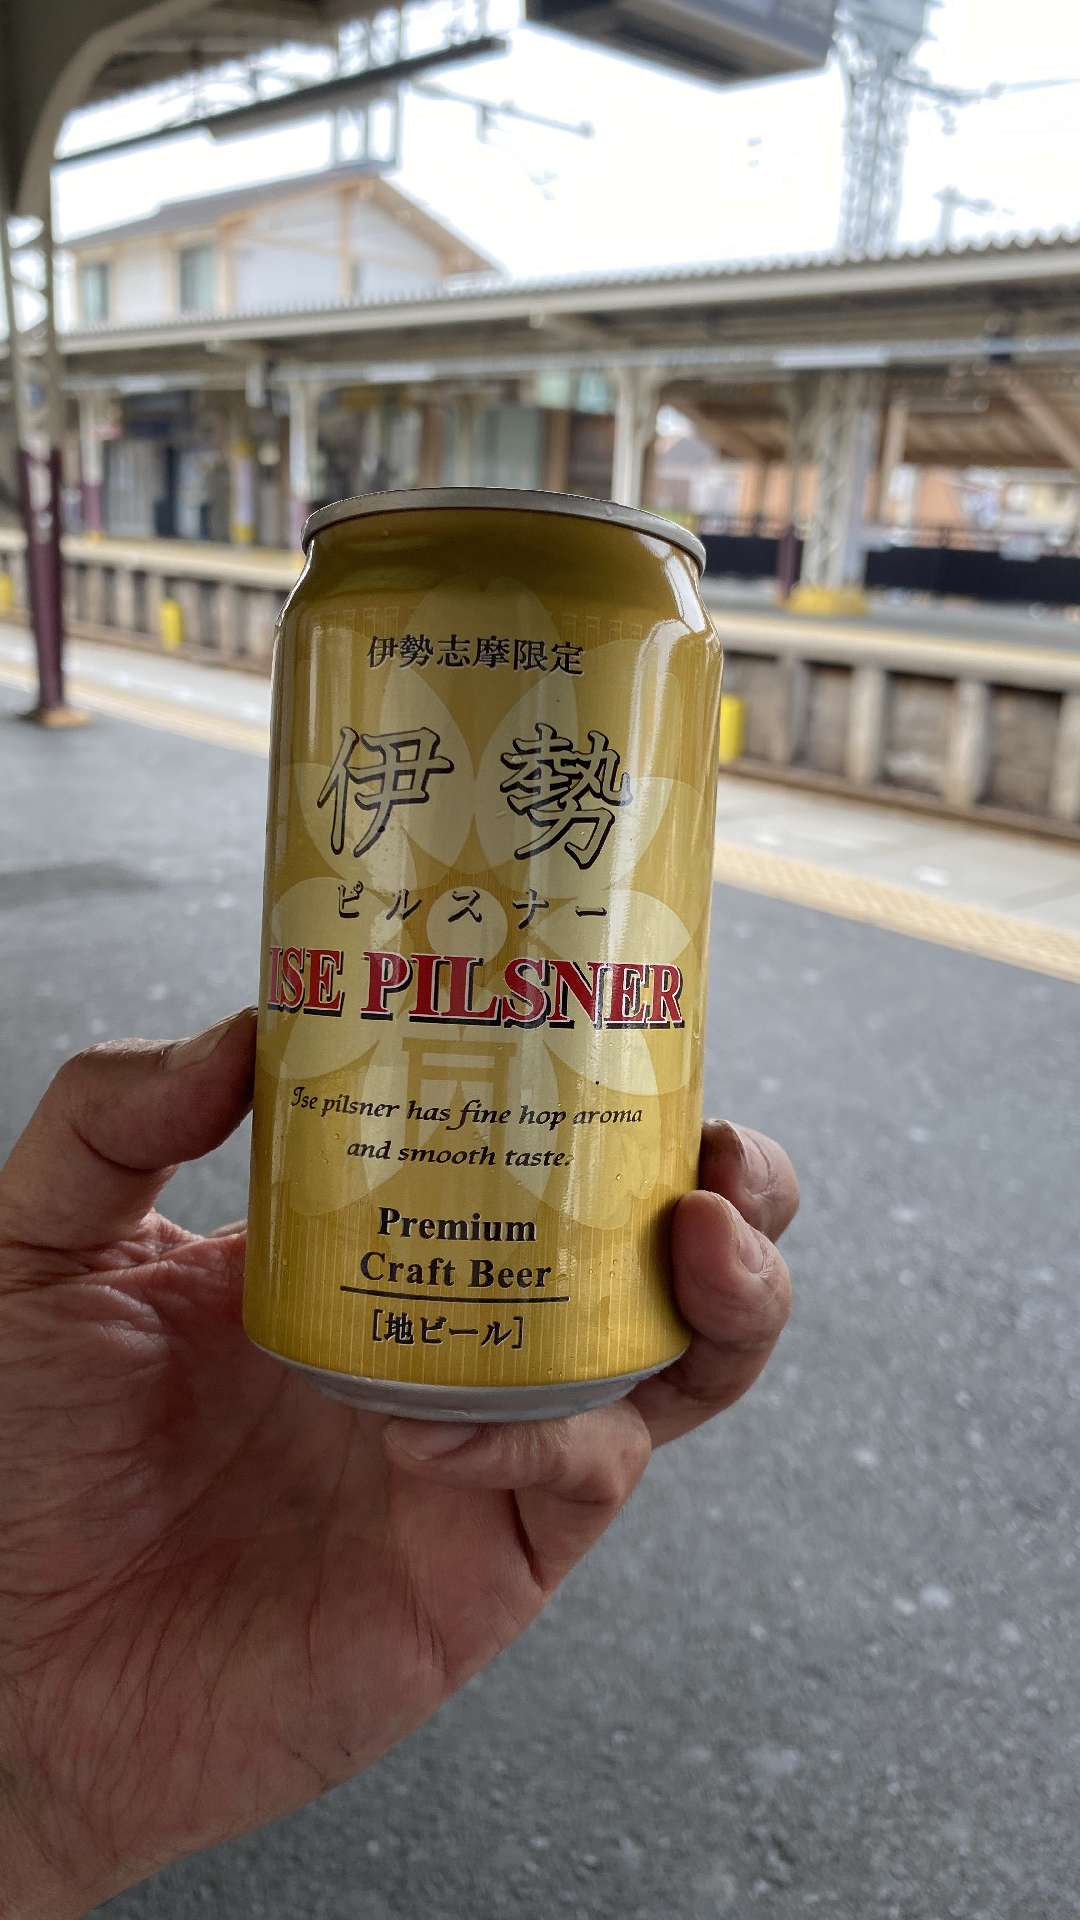 伊勢志摩限定
伊勢
ピルスナー
ISE PILSNER
Ise pilsner has fine hop aroma
and smooth taste.
Premium
Craft Beer
[地ビール]